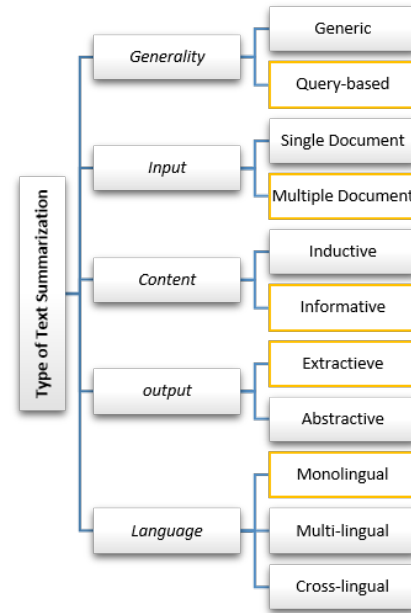 Type of Text Summarization
Generality
Generic
Query-based
Input
Single Document
Multiple Document
Content
Inductive
Informative
output
Extractieve
Abstractive
Language
Monolingual
Multi-lingual
Cross-lingual